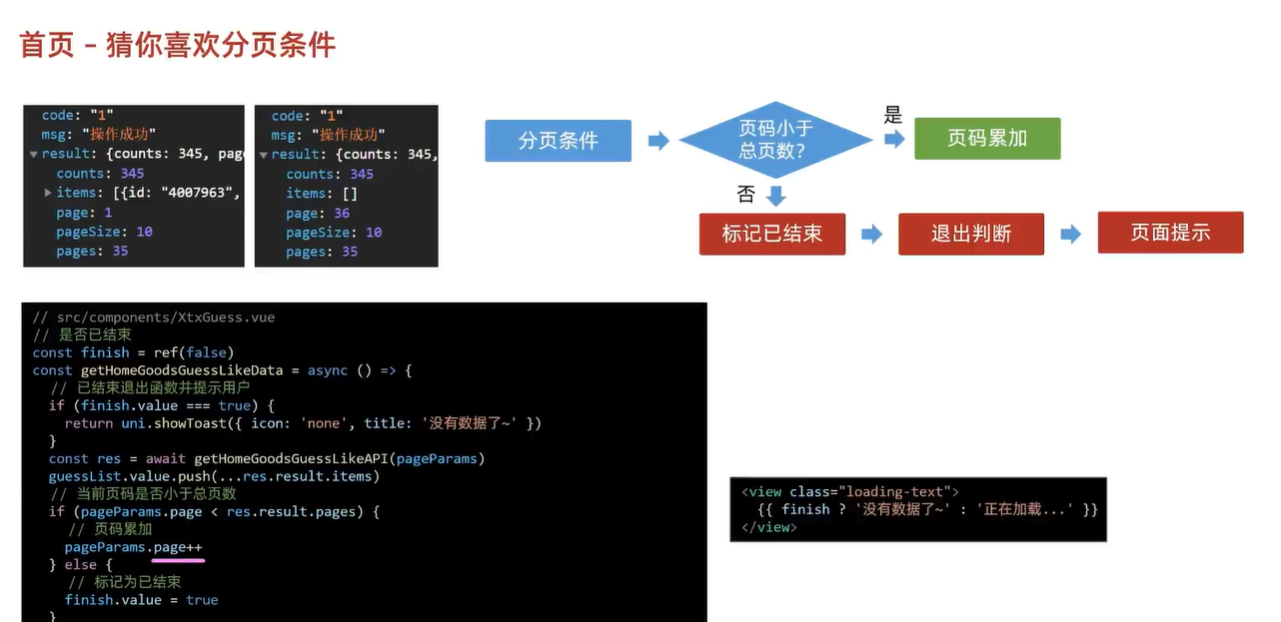 首页 - 猜你喜欢分页条件
code: "1"
msg: "操作成功"
result: {counts: 345, pag
counts: 345
items: [{id: "4007963",
page: 1
pageSize: 10
pages: 35
code: "1"
msg: "操作成功"
result: {counts: 345,
counts: 345
items: []
page: 36
pageSize: 10
pages: 35
分页条件
页码小于
总页数?
是
页码累加
否
标记已结束
退出判断
页面提示
// src/components/XtxGuess.vue
// 是否已结束
const finish = ref(false)
const getHomeGoodsGuessLikeData = async () => {
// 已结束退出函数并提示用户
if (finish.value === true) {
return uni.showToast({ icon: 'none', title: '没有数据了~' })
}
const res = await getHomeGoodsGuessLikeAPI(pageParams)
guessList.value.push(...res.result.items)
// 当前页码是否小于总页数
if (pageParams.page < res.result.pages) {
// 页码累加
pageParams.page++
} else {
// 标记为已结束
finish.value = true
}
<view class="loading-text">
{{ finish ? '没有数据了~' : '正在加载...' }}
</view>